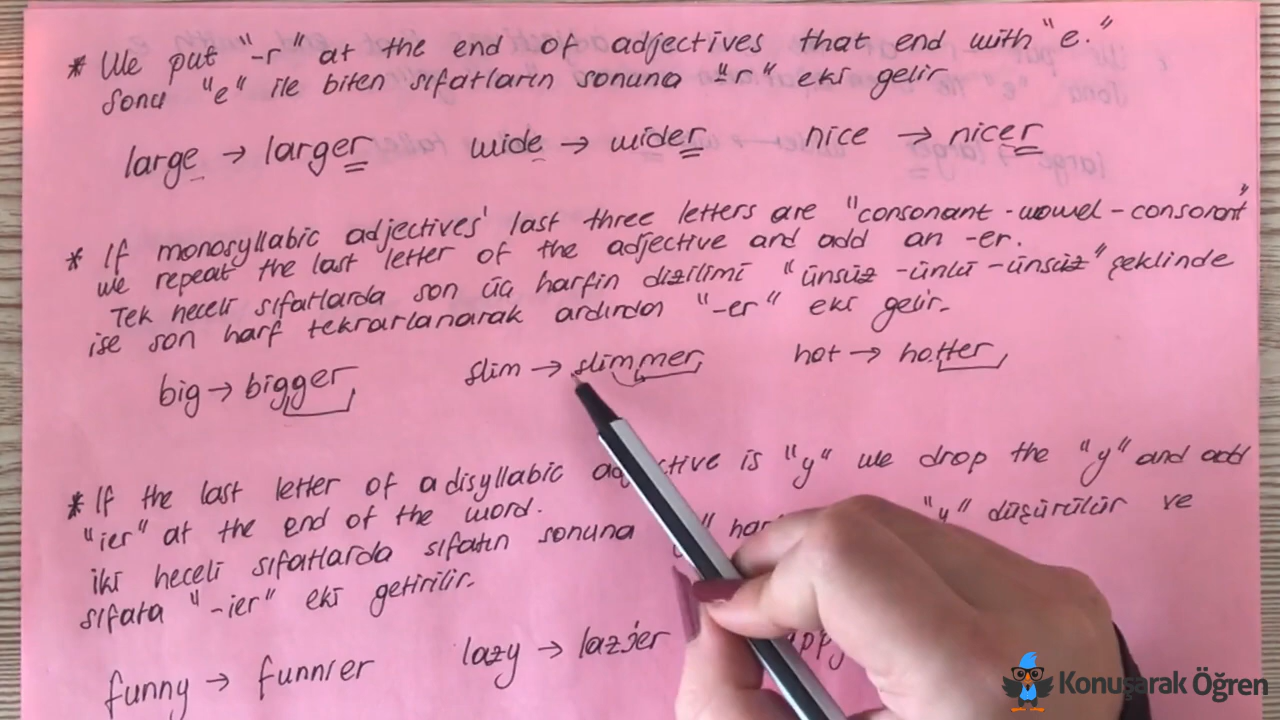 * We put "-r" at the end of adjectives that end with "e."
Sonu "e" ile biten sıfatların sonuna "r" eki gelir
large → larger wide → wider nice → nicer
* If monosyllabic adjectives' last three letters are "consonant -wowel - consonant"
we repeat the last letter of the adjective and add an -er.
Tek heceli sıfatlarda son üç harfin dizilimi "ünsüz -ünlü -ünsüz" şeklinde
ise son harf tekrarlanarak ardından "-er" eki gelir.
big → bigger slim → slimmer hot → hotter
* If the last letter of a disyllabic adjective is "y" we drop the "y" and add
"ier" at the end of the word.
iki heceli sıfatlarda sıfatın sonuna "y" düşürülür ve
sıfata "-ier" eki getirilir.
funny → funnier lazy → lazier
Konuşarak Öğren